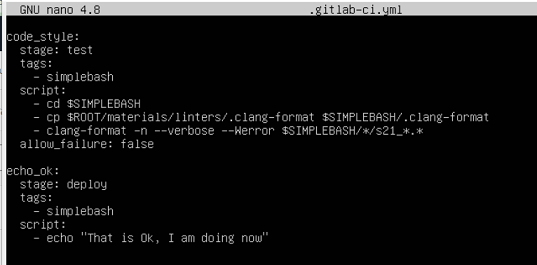 GNU nano 4.8 .gitlab-ci.yml
code_style:
  stage: test
  tags:
    - simplebash
  script:
    - cd $SIMPLEBASH
    - cp $ROOT/materials/linters/.clang-format $SIMPLEBASH/.clang-format
    - clang-format -n --verbose --Werror $SIMPLEBASH/*/s21_*.*
  allow_failure: false
echo_ok:
  stage: deploy
  tags:
    - simplebash
  script:
    - echo "That is Ok, I am doing now"